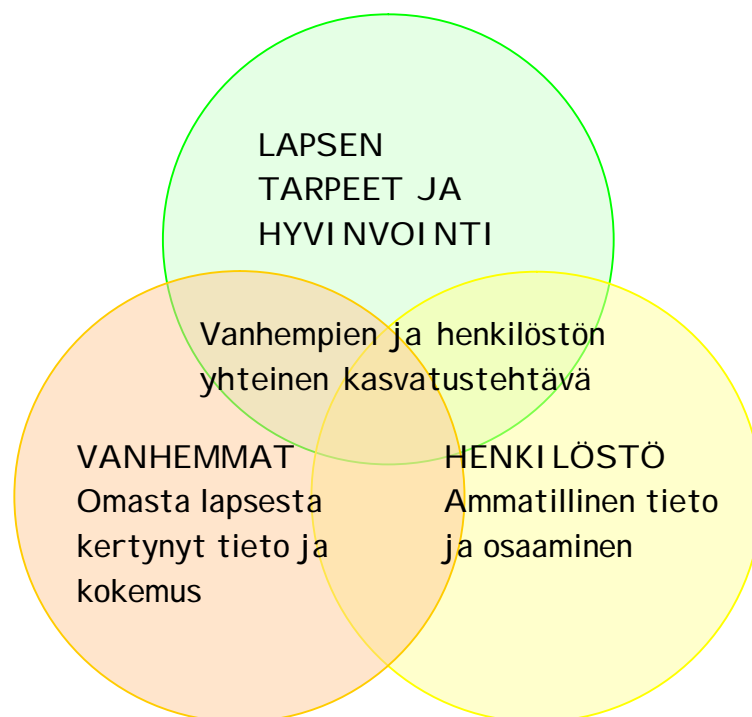 LAPSEN
TARPEET JA
HYVINVOINTI
Vanhempien ja henkilöstön
yhteinen kasvatustehtävä
VANHEMMAT
Omasta lapsesta
kertynyt tieto ja
kokemus
HENKILÖSTÖ
Ammatillinen tieto
ja osaaminen